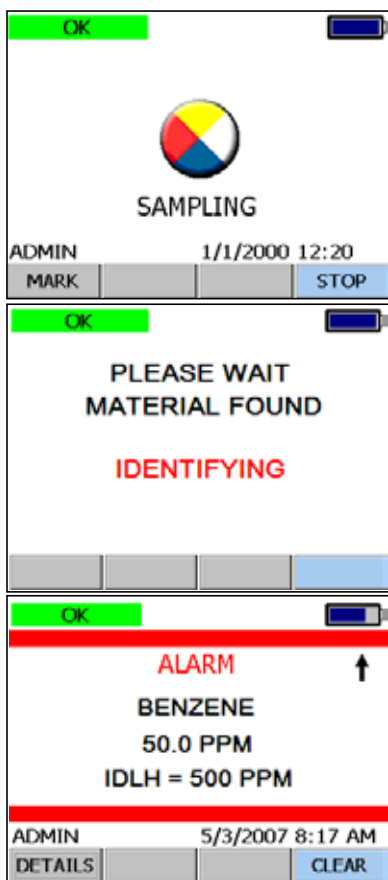 OK
SAMPLING
ADMIN 1/1/2000 12:20
MARK STOP
OK
PLEASE WAIT
MATERIAL FOUND
IDENTIFYING
OK
ALARM
BENZENE
50.0 PPM
IDLH = 500 PPM
ADMIN 5/3/2007 8:17 AM
DETAILS CLEAR